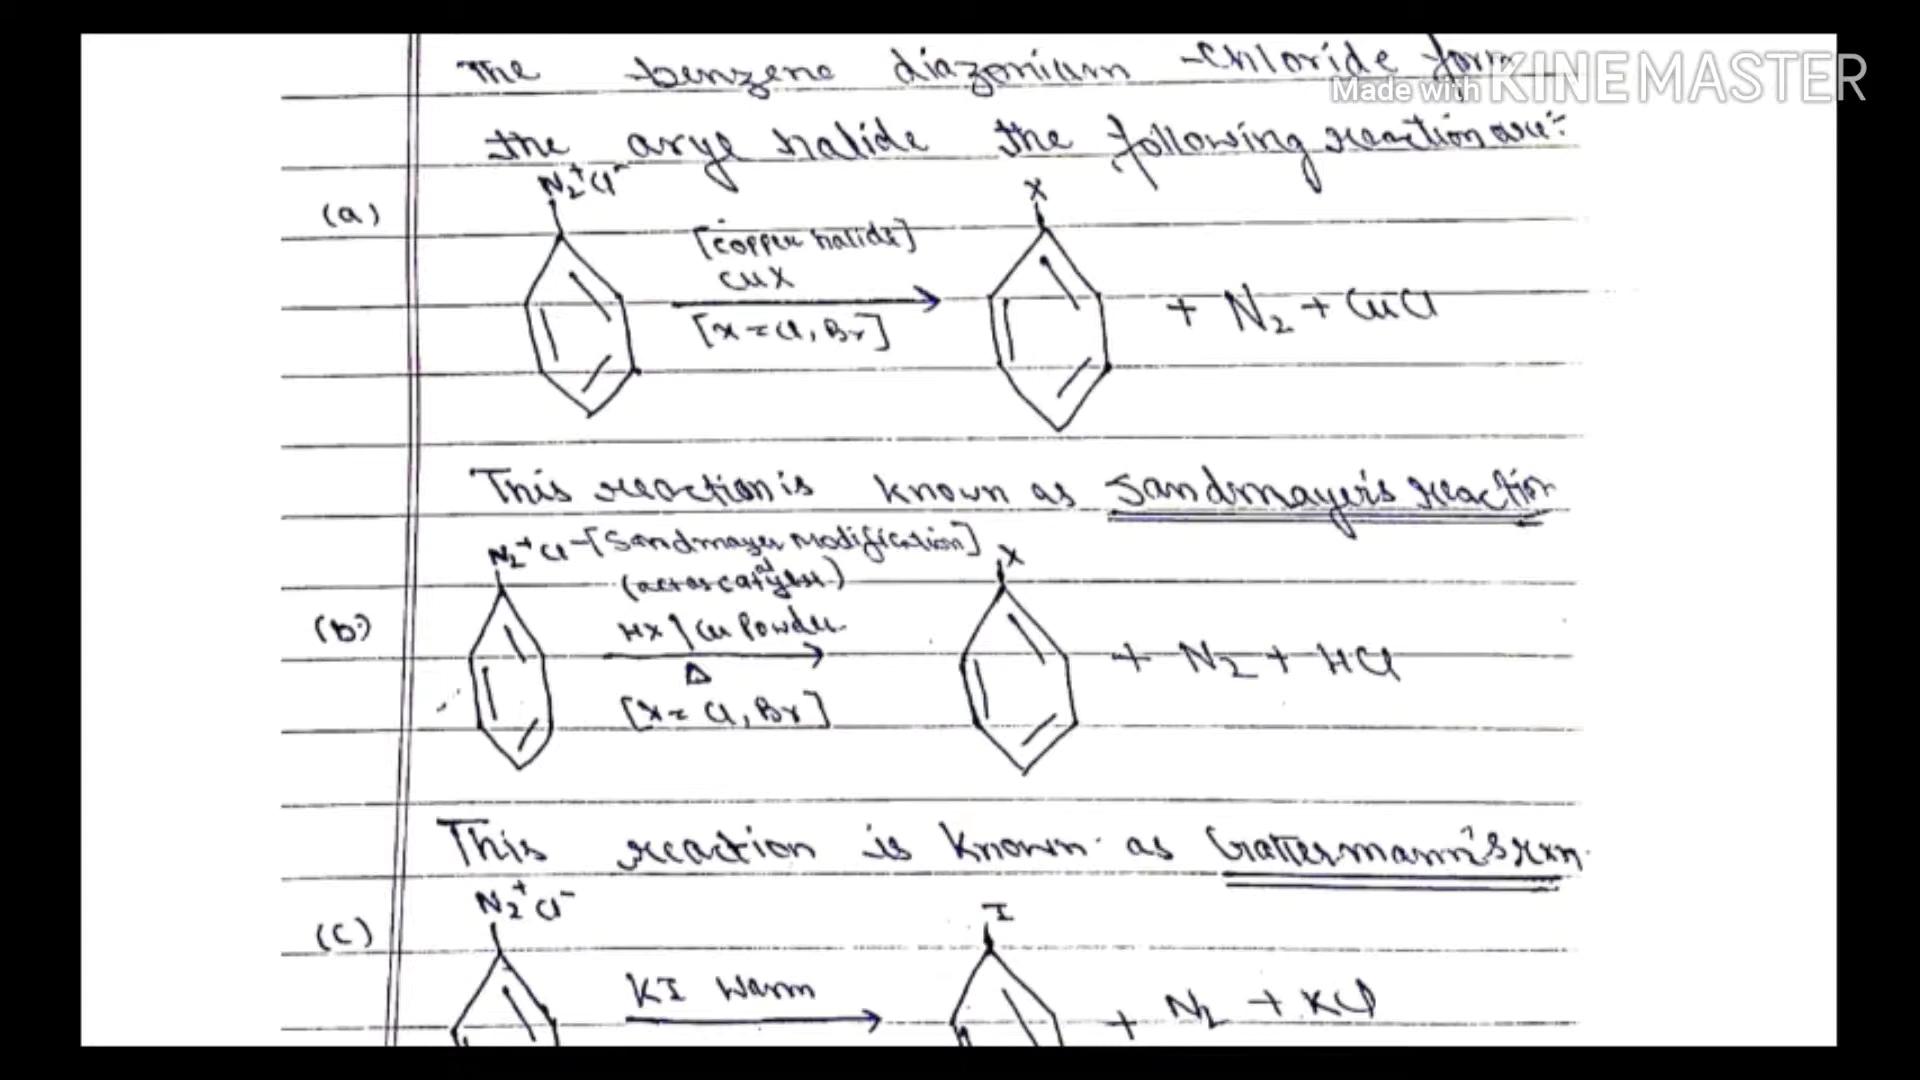 The benzene diazonium -Chloride form
Made with KINEMASTER
the arye halide the following reaction are:-
(a)
N₂⁺Cl⁻
[copper halide]
CuX
[X = Cl, Br]
X
+ N₂ + CuCl
This reaction is known as Sandmayer's reaction
(b)
N₂⁺Cl⁻
[Sandmayer Modification]
(act as catalyst)
HX / Cu Powder
Δ
[X = Cl, Br]
X
+ N₂ + HCl
This reaction is known as Gattermann's rxn.
(C)
N₂⁺Cl⁻
KI Warm
I
+ N₂ + KCl